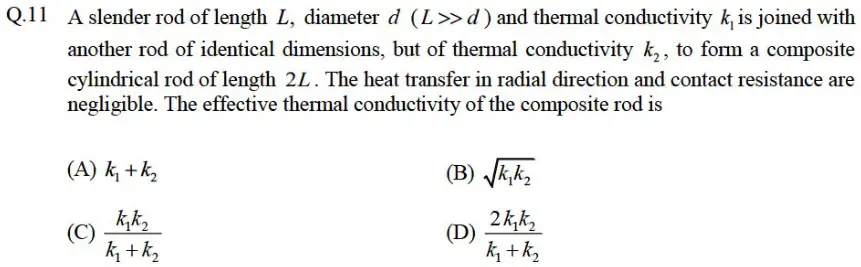 Q.11 A slender rod of length L, diameter d (L>>d) and thermal conductivity k₁ is joined with
another rod of identical dimensions, but of thermal conductivity k₂, to form a composite
cylindrical rod of length 2L. The heat transfer in radial direction and contact resistance are
negligible. The effective thermal conductivity of the composite rod is
(A) k₁ + k₂
(B) √k₁k₂
(C) k₁k₂ / k₁ + k₂
(D) 2k₁k₂ / k₁ + k₂